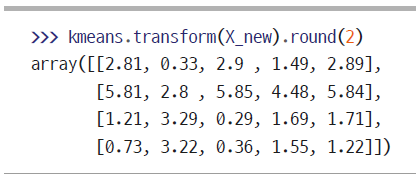 >>> kmeans.transform(X_new).round(2)
array([[2.81, 0.33, 2.9 , 1.49, 2.89],
       [5.81, 2.8 , 5.85, 4.48, 5.84],
       [1.21, 3.29, 0.29, 1.69, 1.71],
       [0.73, 3.22, 0.36, 1.55, 1.22]])